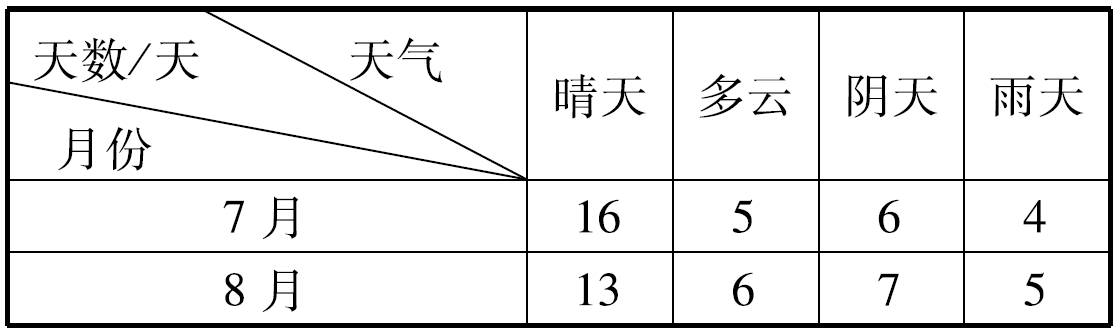 天数/天 天气
月份
晴天 多云 阴天 雨天
7月 16 5 6 4
8月 13 6 7 5